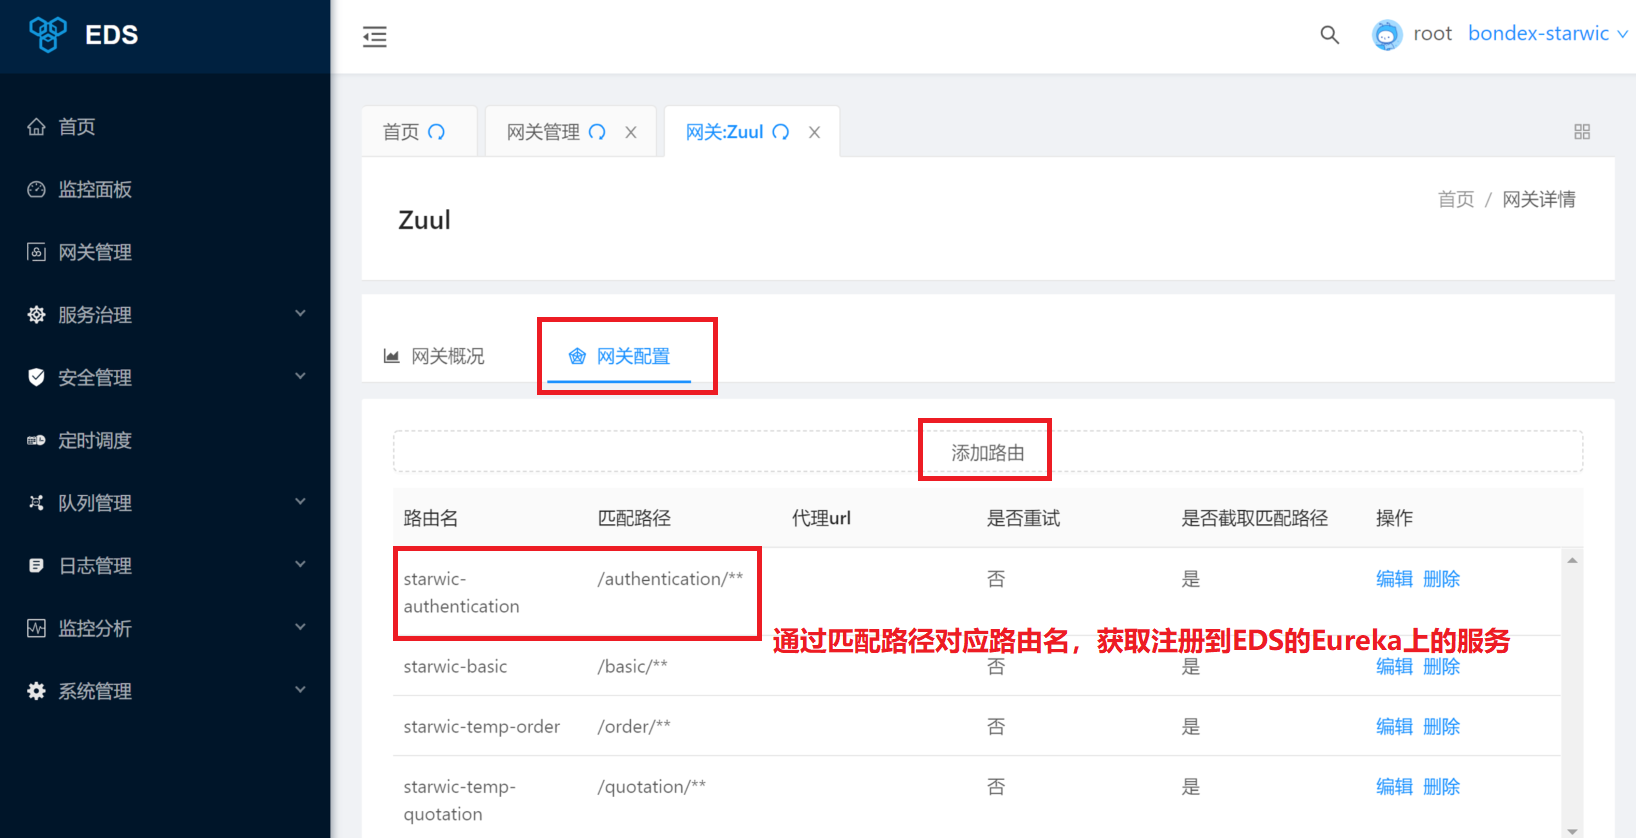 EDS
root bondex-starwic
首页
监控面板
网关管理
服务治理
安全管理
定时调度
队列管理
日志管理
监控分析
系统管理
首页 网关管理 网关:Zuul
首页 / 网关详情
Zuul
网关概况 网关配置
添加路由
路由名 匹配路径 代理url 是否重试 是否截取匹配路径 操作
starwic-authentication /authentication/** 否 是 编辑 删除
通过匹配路径对应路由名，获取注册到EDS的Eureka上的服务
starwic-basic /basic/** 否 是 编辑 删除
starwic-temp-order /order/** 否 是 编辑 删除
starwic-temp-quotation /quotation/** 否 是 编辑 删除